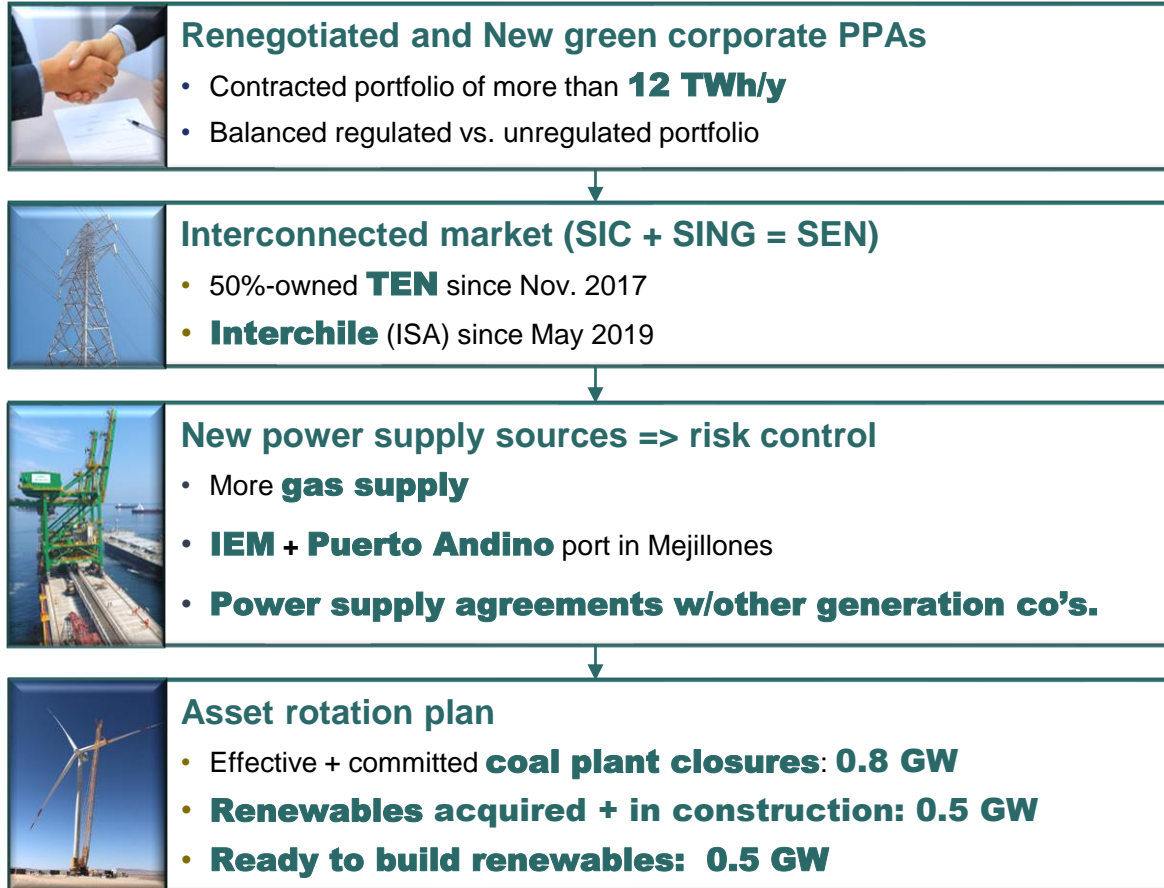 Renegotiated and New green corporate PPAs
• Contracted portfolio of more than 12 TWh/y
• Balanced regulated vs. unregulated portfolio
Interconnected market (SIC + SING = SEN)
• 50%-owned TEN since Nov. 2017
• Interchile (ISA) since May 2019
New power supply sources => risk control
• More gas supply
• IEM + Puerto Andino port in Mejillones
• Power supply agreements w/other generation co’s.
Asset rotation plan
• Effective + committed coal plant closures: 0.8 GW
• Renewables acquired + in construction: 0.5 GW
• Ready to build renewables: 0.5 GW